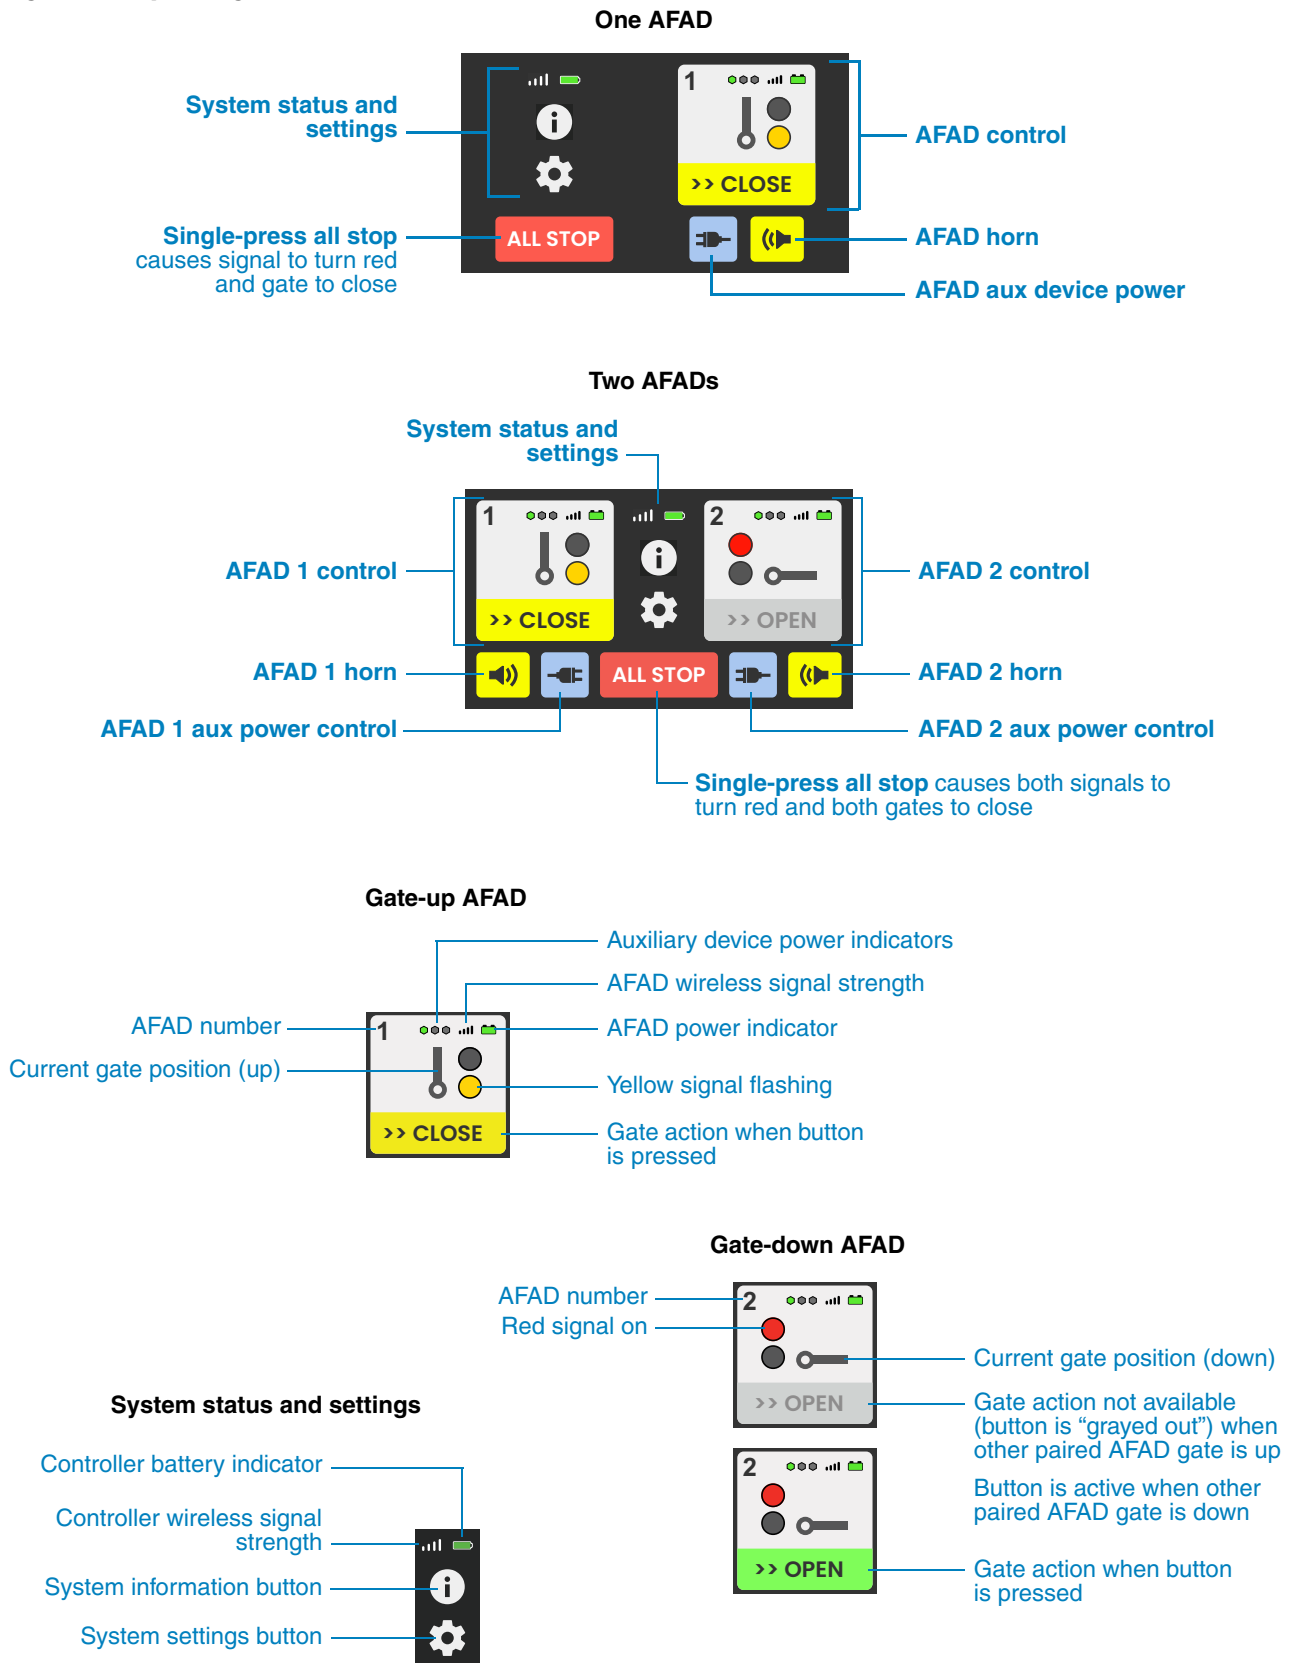 One AFAD
System status and
settings
1
>> CLOSE
AFAD control
Single-press all stop
causes signal to turn red
and gate to close
ALL STOP
AFAD horn
AFAD aux device power
Two AFADs
System status and
settings
1
2
AFAD 1 control
AFAD 2 control
>> CLOSE
>> OPEN
AFAD 1 horn
ALL STOP
AFAD 2 horn
AFAD 1 aux power control
AFAD 2 aux power control
Single-press all stop causes both signals to
turn red and both gates to close
Gate-up AFAD
Auxiliary device power indicators
AFAD wireless signal strength
AFAD number
1
AFAD power indicator
Current gate position (up)
Yellow signal flashing
>> CLOSE
Gate action when button
is pressed
Gate-down AFAD
AFAD number
2
Red signal on
Current gate position (down)
>> OPEN
Gate action not available
(button is “grayed out”) when
other paired AFAD gate is up
2
Button is active when other
paired AFAD gate is down
>> OPEN
Gate action when button
is pressed
System status and settings
Controller battery indicator
Controller wireless signal
strength
System information button
System settings button